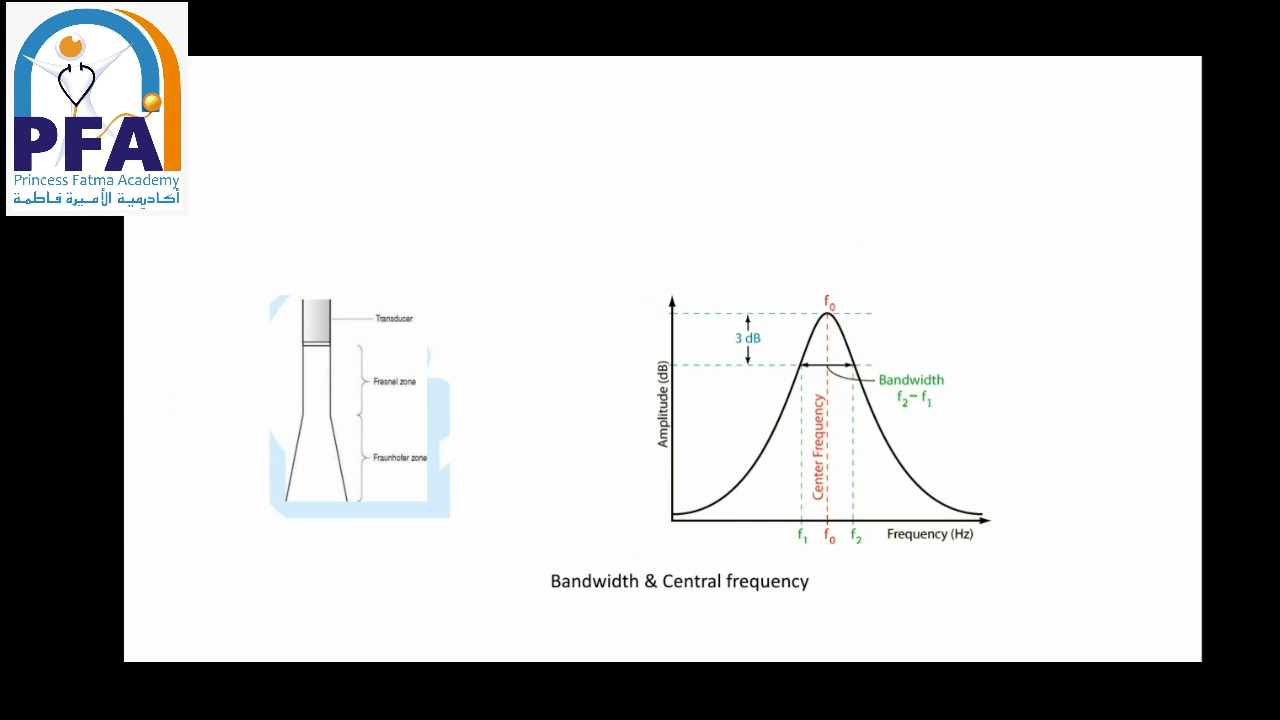 PFA
Princess Fatma Academy
أكاديمية الأميرة فاطمة
Transducer
Fresnel zone
Fraunhofer zone
f0
3 dB
Amplitude (dB)
Center Frequency
Bandwidth
f2 – f1
f1 f0 f2 Frequency (Hz)
Bandwidth & Central frequency